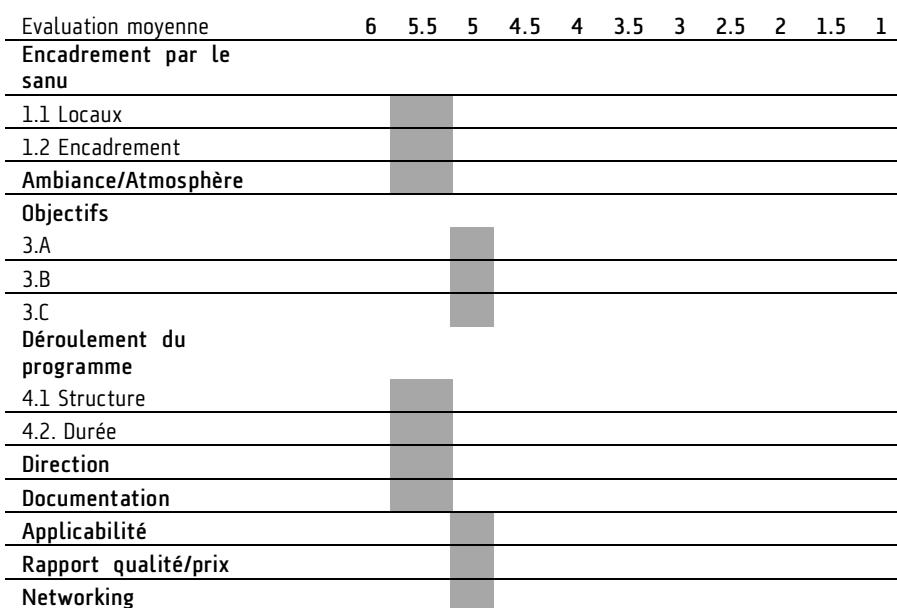 Evaluation moyenne 6 5.5 5 4.5 4 3.5 3 2.5 2 1.5 1
Encadrement par le
sanu
1.1 Locaux
1.2 Encadrement
Ambiance/Atmosphère
Objectifs
3.A
3.B
3.C
Déroulement du
programme
4.1 Structure
4.2. Durée
Direction
Documentation
Applicabilité
Rapport qualité/prix
Networking